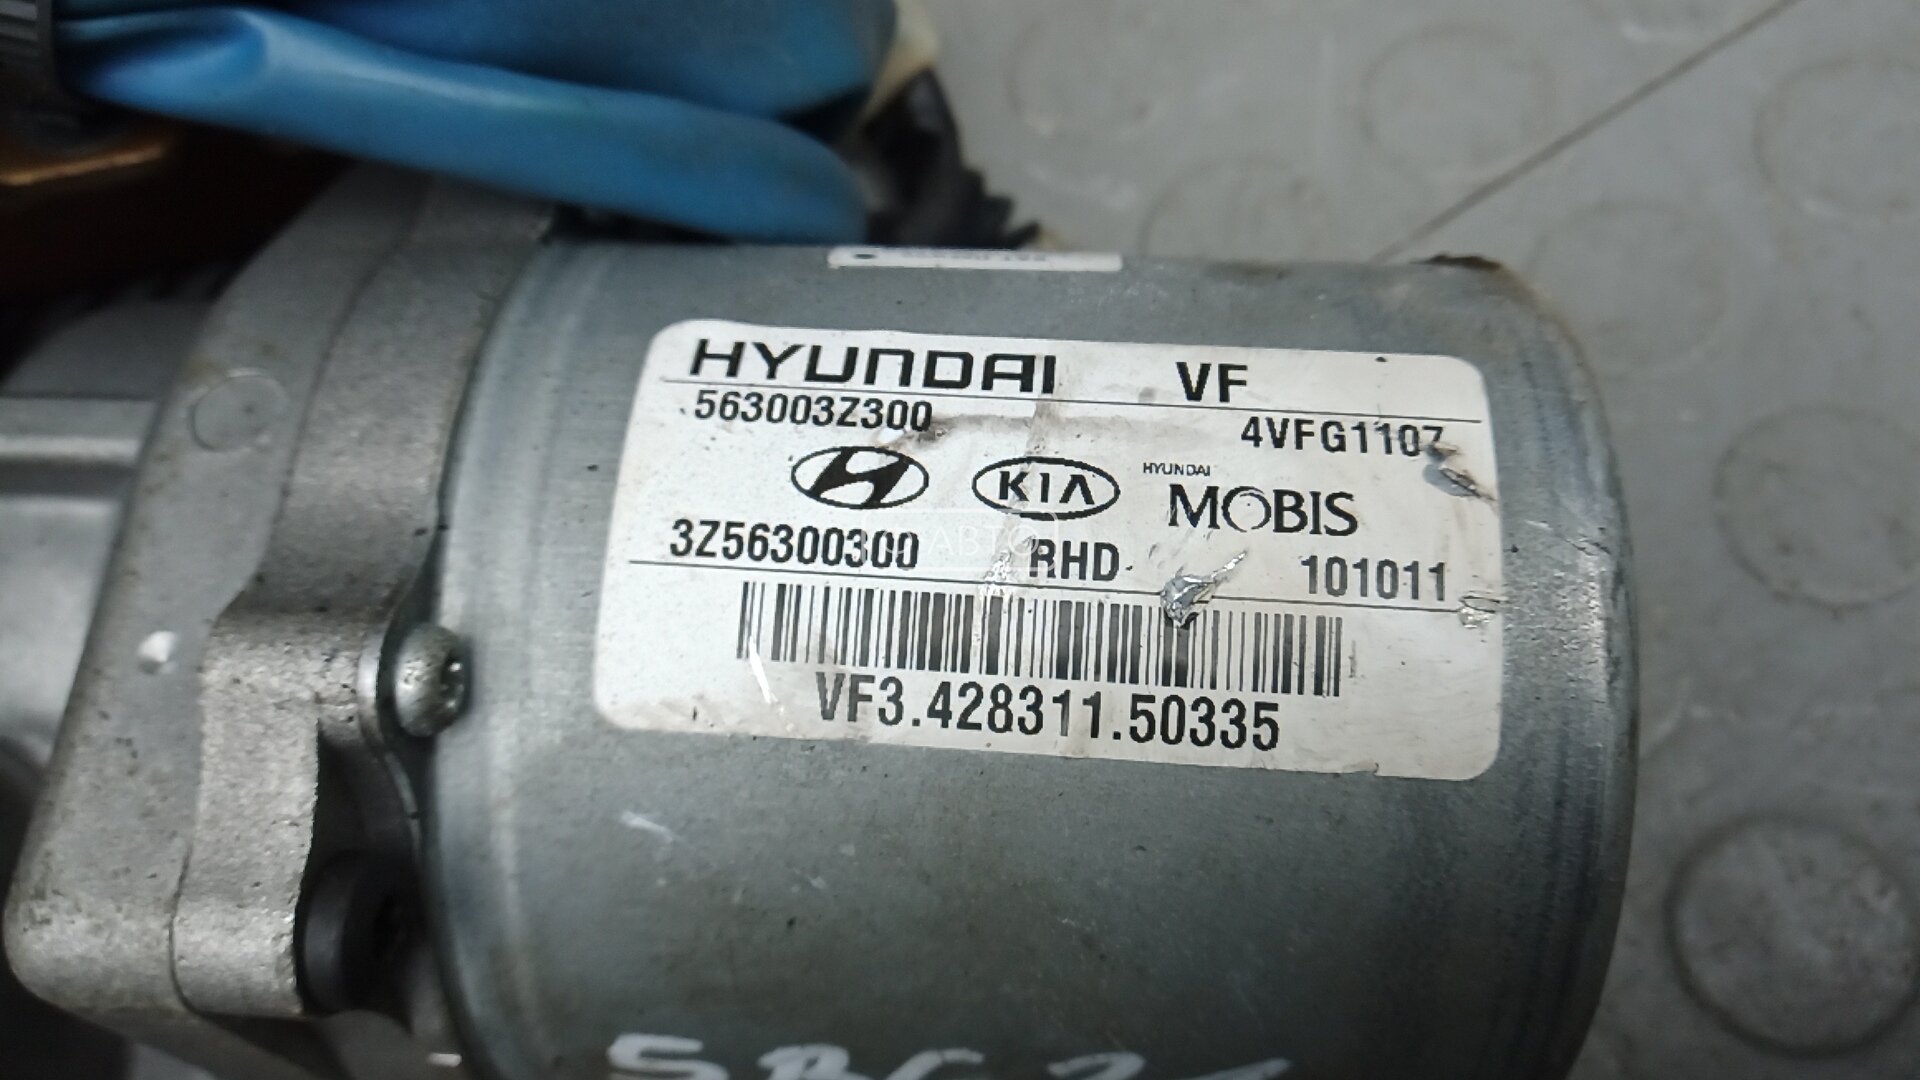 HYUNDAI VF
563003Z300 4VFG1107
KIA HYUNDAI MOBIS
3Z56300300 RHD 101011
VF3.428311.50335